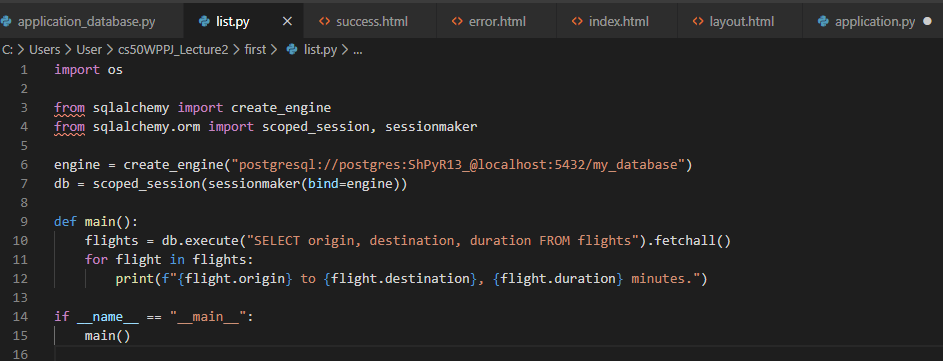 application_database.py list.py × <> success.html <> error.html <> index.html <> layout.html application.py ●
C: > Users > User > cs50WPPJ_Lecture2 > first > list.py > ...
1 import os
2
3 from sqlalchemy import create_engine
4 from sqlalchemy.orm import scoped_session, sessionmaker
5
6 engine = create_engine("postgresql://postgres:ShPyR13_@localhost:5432/my_database")
7 db = scoped_session(sessionmaker(bind=engine))
8
9 def main():
10     flights = db.execute("SELECT origin, destination, duration FROM flights").fetchall()
11     for flight in flights:
12         print(f"{flight.origin} to {flight.destination}, {flight.duration} minutes.")
13
14 if __name__ == "__main__":
15     main()
16